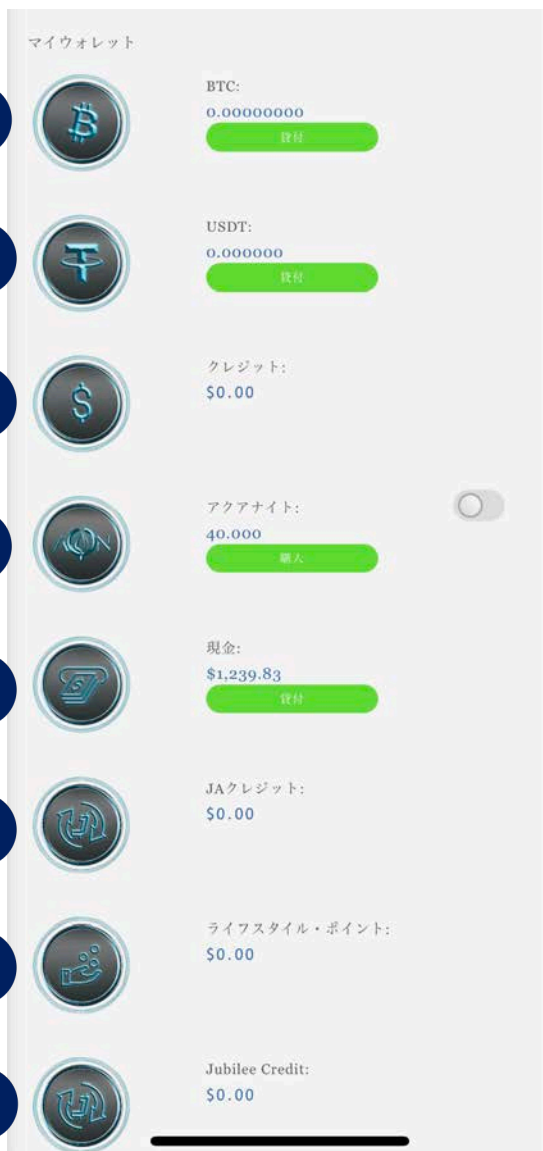 マイウォレット
BTC:
0.00000000
貸付
USDT:
0.000000
貸付
クレジット:
$0.00
アクアナイト:
40.000
購入
現金:
$1,239.83
貸付
JAクレジット:
$0.00
ライフスタイル・ポイント:
$0.00
Jubilee Credit:
$0.00